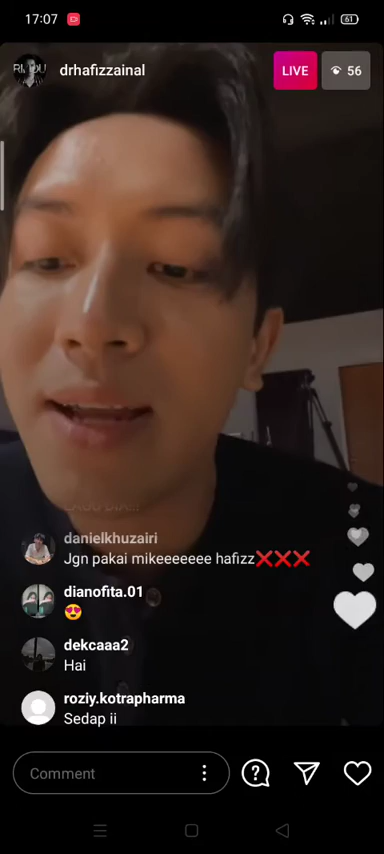 17:07
61
drhafizzainal
LIVE
56
danielkhuzairi
Jgn pakai mikeeeeeee hafizz❌❌❌
dianofita.01
😍
dekcaaa2
Hai
roziy.kotrapharma
Sedap ii
Comment